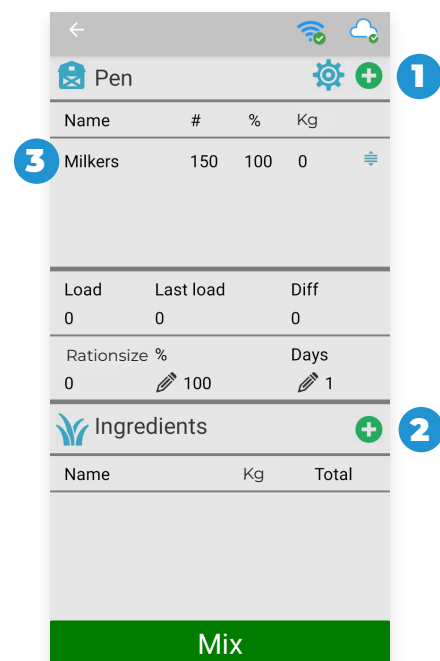 Pen
1
Name # % Kg
3
Milkers 150 100 0
Load Last load Diff
0 0 0
Rationsize % Days
0 100 1
Ingredients
2
Name Kg Total
Mix